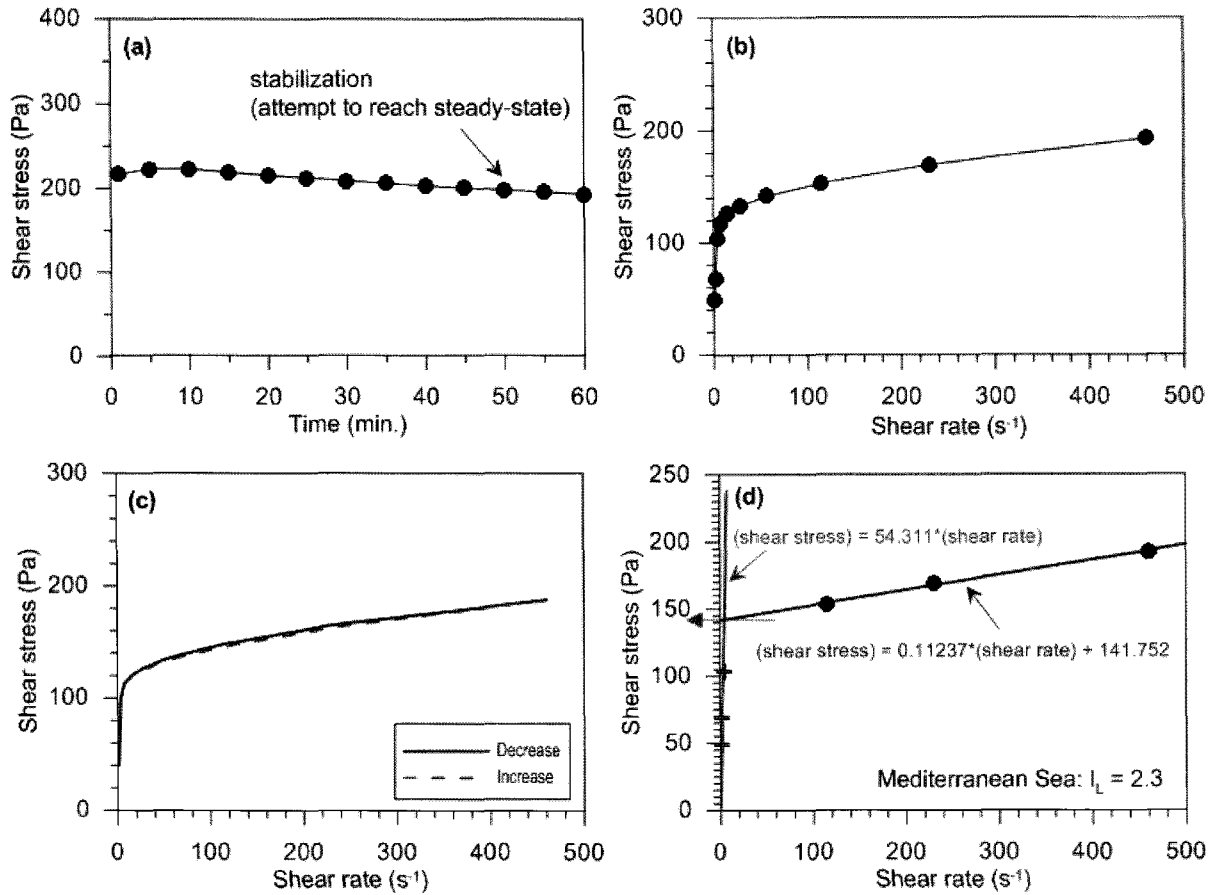 (a)
stabilization
(attempt to reach steady-state)
Shear stress (Pa)
400
300
200
100
0
0 10 20 30 40 50 60
Time (min.)
(b)
Shear stress (Pa)
300
200
100
0
0 100 200 300 400 500
Shear rate (s⁻¹)
(c)
Shear stress (Pa)
300
200
100
0
Decrease
Increase
0 100 200 300 400 500
Shear rate (s⁻¹)
(d)
Shear stress (Pa)
250
200
150
100
50
0
(shear stress) = 54.311*(shear rate)
(shear stress) = 0.11237*(shear rate) + 141.752
Mediterranean Sea: I_L = 2.3
0 100 200 300 400 500
Shear rate (s⁻¹)